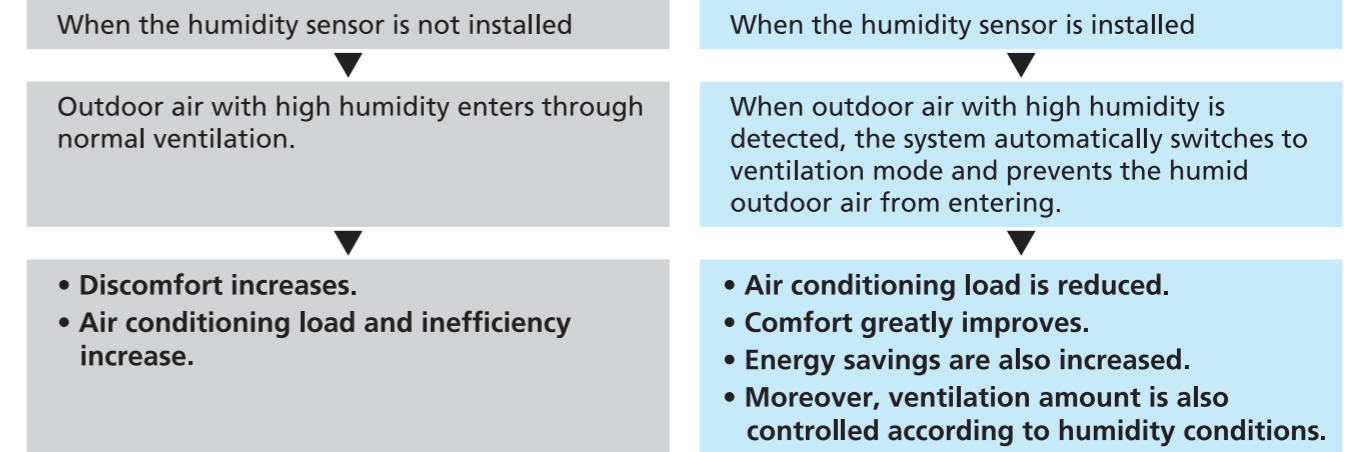 When the humidity sensor is not installed
Outdoor air with high humidity enters through
normal ventilation.
• Discomfort increases.
• Air conditioning load and inefficiency
increase.
When the humidity sensor is installed
When outdoor air with high humidity is
detected, the system automatically switches to
ventilation mode and prevents the humid
outdoor air from entering.
• Air conditioning load is reduced.
• Comfort greatly improves.
• Energy savings are also increased.
• Moreover, ventilation amount is also
controlled according to humidity conditions.